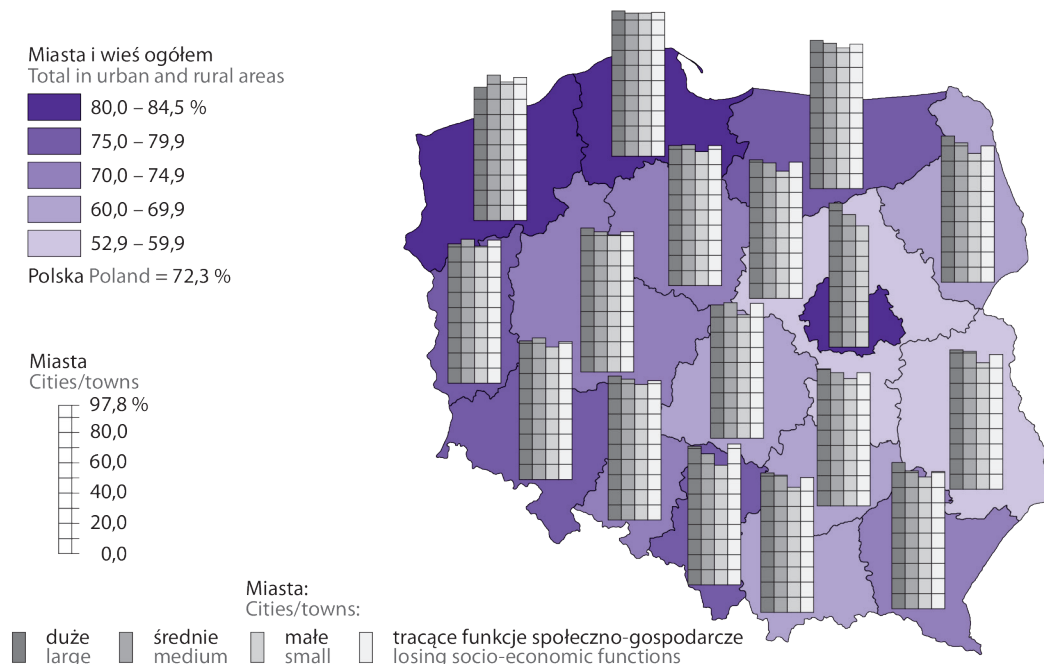 Miasta i wieś ogółem
Total in urban and rural areas
80,0 – 84,5 %
75,0 – 79,9
70,0 – 74,9
60,0 – 69,9
52,9 – 59,9
Polska Poland = 72,3 %
Miasta
Cities/towns
97,8 %
80,0
60,0
40,0
20,0
0,0
Miasta:
Cities/towns:
duże
large
średnie
medium
małe
small
tracące funkcje społeczno-gospodarcze
losing socio-economic functions